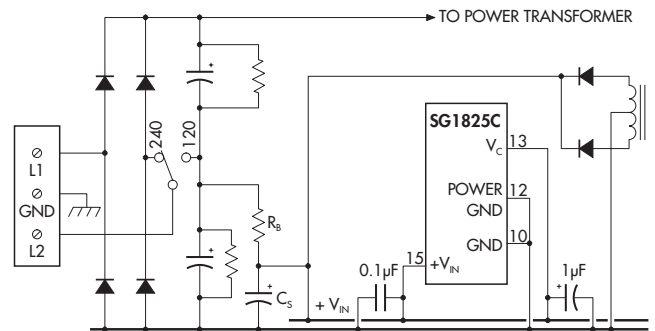 TO POWER TRANSFORMER
240
120
L1
GND
L2
R_B
C_S
+ V_IN
SG1825C
V_C
13
POWER
GND
12
GND
10
15
+V_IN
0.1µF
1µF
+
+
+
+